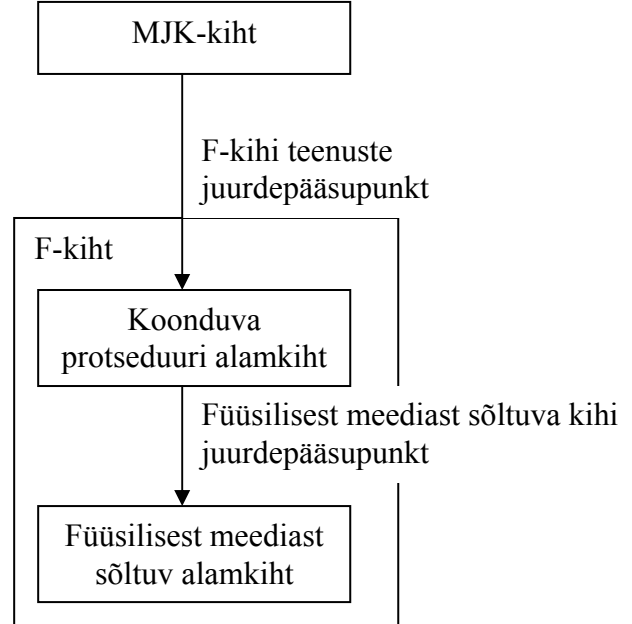 MJK-kiht
F-kihi teenuste
juurdepääsupunkt
F-kiht
Koonduva
protseduuri alamkiht
Füüsilisest meediast sõltuva kihi
juurdepääsupunkt
Füüsilisest meediast
sõltuv alamkiht